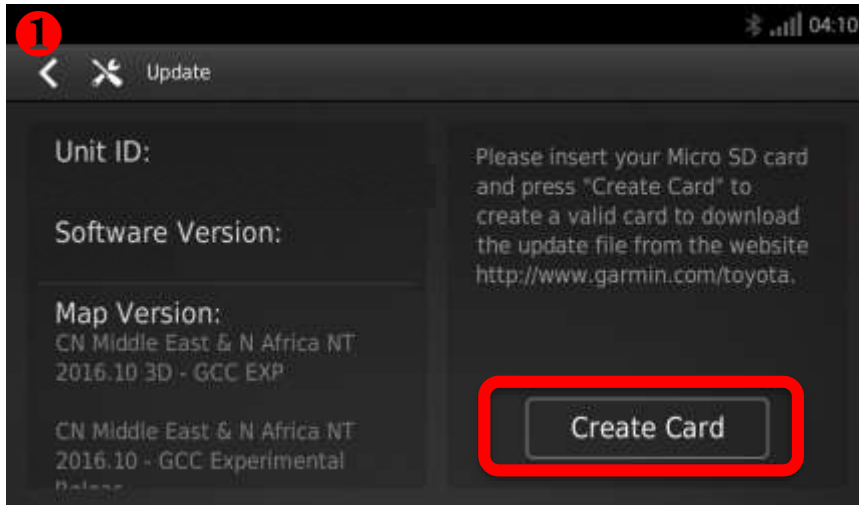 1
04:10
Update
Unit ID:
Software Version:
Map Version:
CN Middle East & N Africa NT
2016.10 3D - GCC EXP
CN Middle East & N Africa NT
2016.10 - GCC Experimental
Please insert your Micro SD card
and press "Create Card" to
create a valid card to download
the update file from the website
http://www.garmin.com/toyota.
Create Card